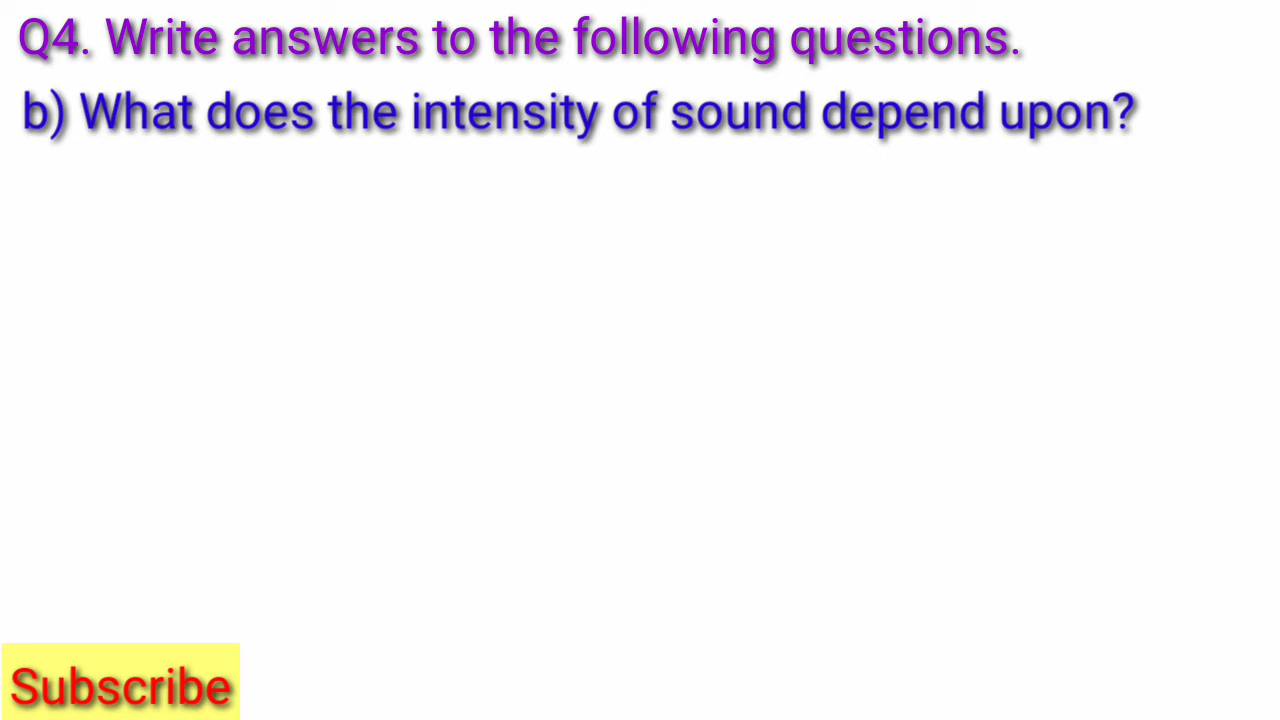 Q4. Write answers to the following questions.
b) What does the intensity of sound depend upon?
Subscribe